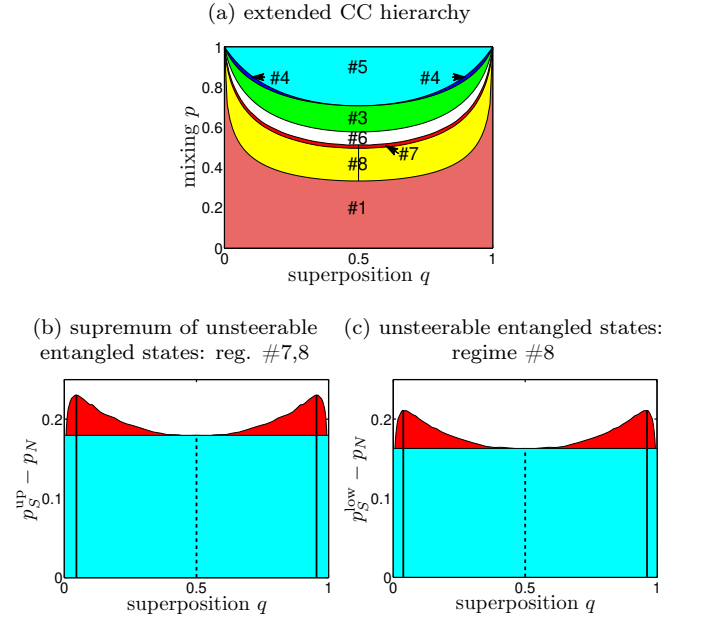 (a) extended CC hierarchy
1
0.8
0.6
0.4
0.2
0
mixing p
#4
#5
#4
#3
#6
#7
#8
#1
0
0.5
1
superposition q
(b) supremum of unsteerable
entangled states: reg. #7,8
0.2
0.1
0
p_S^up − p_N
0
0.5
1
superposition q
(c) unsteerable entangled states:
regime #8
0.2
0.1
0
p_S^low − p_N
0
0.5
1
superposition q